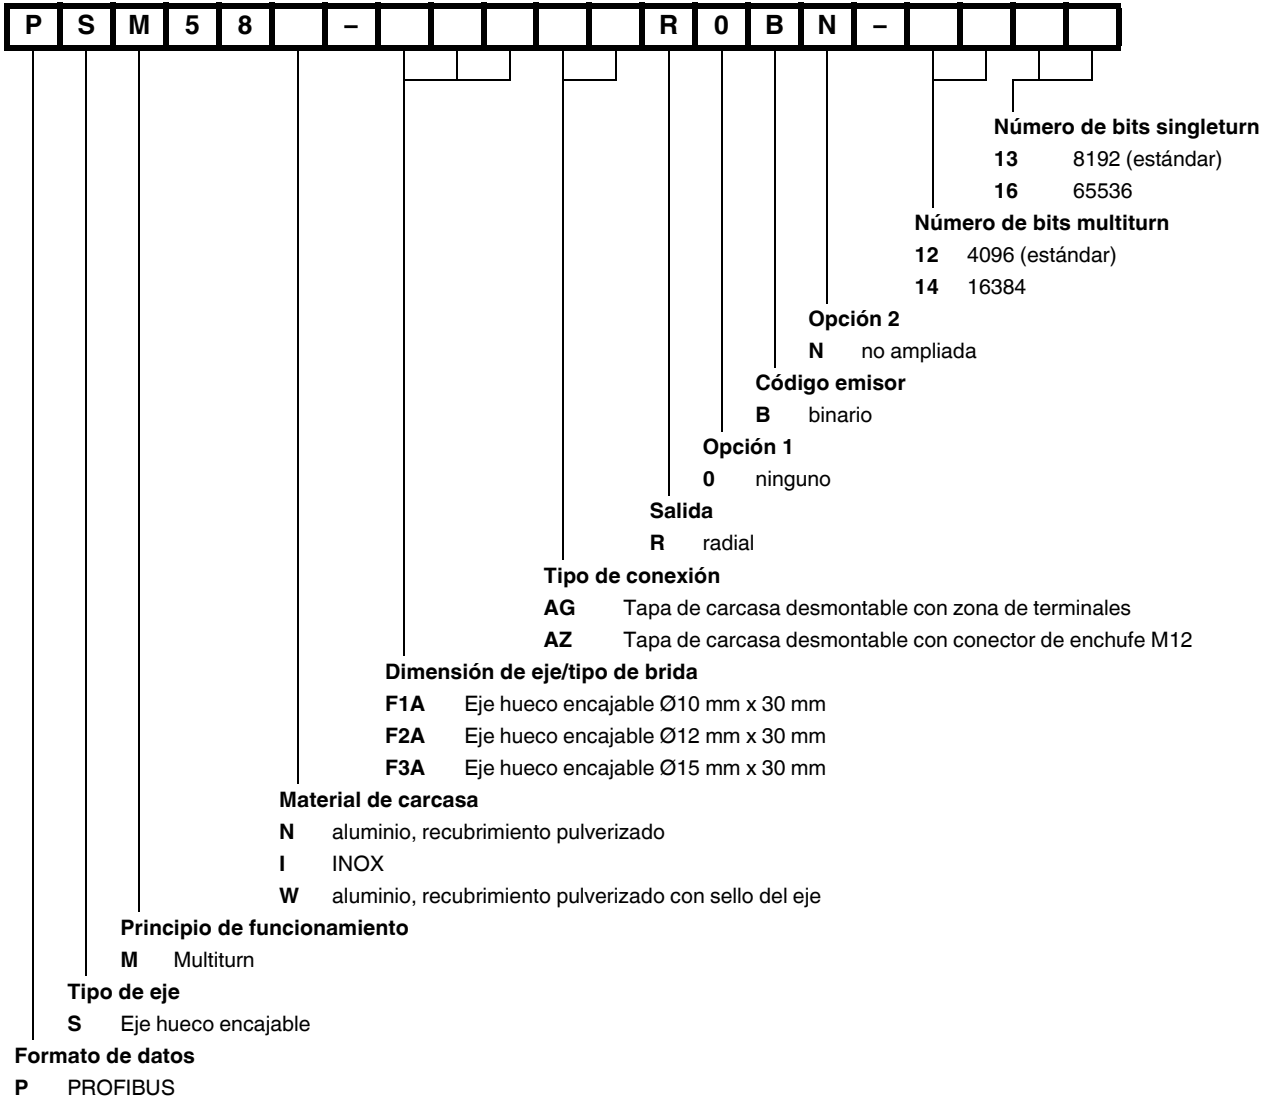 P S M 5 8 – R 0 B N –
Número de bits singleturn
13 8192 (estándar)
16 65536
Número de bits multiturn
12 4096 (estándar)
14 16384
Opción 2
N no ampliada
Código emisor
B binario
Opción 1
0 ninguno
Salida
R radial
Tipo de conexión
AG Tapa de carcasa desmontable con zona de terminales
AZ Tapa de carcasa desmontable con conector de enchufe M12
Dimensión de eje/tipo de brida
F1A Eje hueco encajable Ø10 mm x 30 mm
F2A Eje hueco encajable Ø12 mm x 30 mm
F3A Eje hueco encajable Ø15 mm x 30 mm
Material de carcasa
N aluminio, recubrimiento pulverizado
I INOX
W aluminio, recubrimiento pulverizado con sello del eje
Principio de funcionamiento
M Multiturn
Tipo de eje
S Eje hueco encajable
Formato de datos
P PROFIBUS